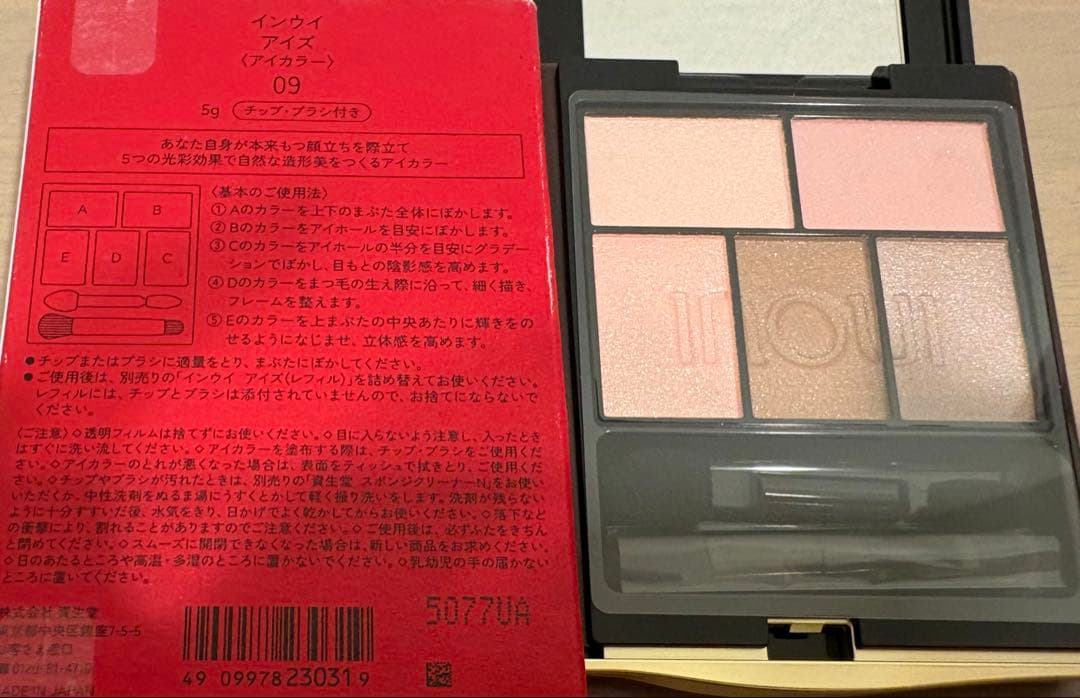 インウイ
アイズ
〈アイカラー〉
09
5g チップ・ブラシ付き
あなた自身が本来もつ顔立ちを際立て
5つの光彩効果で自然な造形美をつくるアイカラー
〈基本のご使用法〉
① Aのカラーを上下のまぶた全体にぼかします。
② Bのカラーをアイホールを目安にぼかします。
③ Cのカラーをアイホールの半分を目安にグラデー
ションでぼかし、目もとの陰影感を高めます。
④ Dのカラーをまつ毛の生え際に沿って、細く描き、
フレームを整えます。
⑤ Eのカラーを上まぶたの中央あたりに輝きをの
せるようになじませ、立体感を高めます。
A B
E D C
●チップまたはブラシに適量をとり、まぶたにぼかしてください。
●ご使用後は、別売りの「インウイ アイズ(レフィル)」を詰め替えてお使いください。
レフィルには、チップとブラシは添付されていませんので、お捨てにならないで
ください。
〈ご注意〉◇透明フィルムは捨てずにお使いください。◇目に入らないよう注意し、入ったとき
はすぐに洗い流してください。◇アイカラーを塗布する際は、チップ・ブラシをご使用くだ
さい。◇アイカラーのとれが悪くなった場合は、表面をティッシュで拭きとり、ご使用くだ
さい。◇チップやブラシが汚れたときは、別売りの「資生堂 スポンジクリーナーN」をお使い
いただくか、中性洗剤をぬるま湯にうすくとかして軽く振り洗いをします。洗剤が残らない
ように十分すすいだ後、水気をきり、日かげでよく乾かしてからお使いください。◇落下など
の衝撃により、割れることがありますのでご注意ください。◇ご使用後は、必ずふたをきちん
と閉めてください。◇スムーズに開閉できなくなった場合は、新しい商品をお求めください。
◇日のあたるところや高温・多湿のところに置かないでください。◇乳幼児の手の届かない
ところに置いてください。
株式会社 資生堂
東京都中央区銀座7-5-5
MADE IN JAPAN
5077UA
49 09978 230319
INOUI